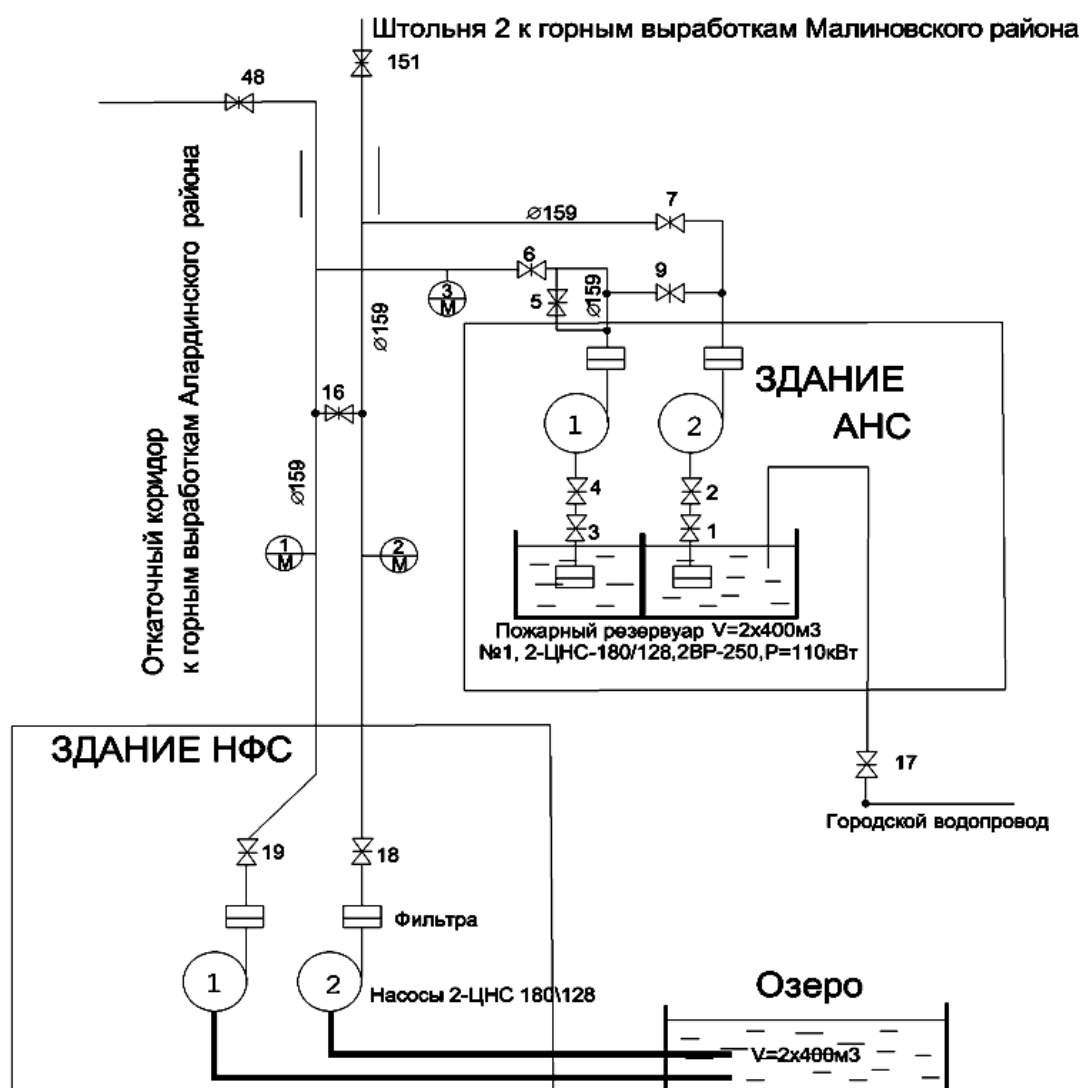 Штольня 2 к горным выработкам Малиновского района
151
48
Откаточный коридор
к горным выработкам Алардинского района
⌀159
7
6
9
3
М
5
⌀159
⌀159
ЗДАНИЕ
АНС
16
1
2
⌀159
4
2
3
1
1
М
2
М
Пожарный резервуар V=2х400м3
№1, 2-ЦНС-180/128,2ВР-250,Р=110кВт
ЗДАНИЕ НФС
17
Городской водопровод
19
18
Фильтра
1
2
Насосы 2-ЦНС 180\128
Озеро
V=2х400м3